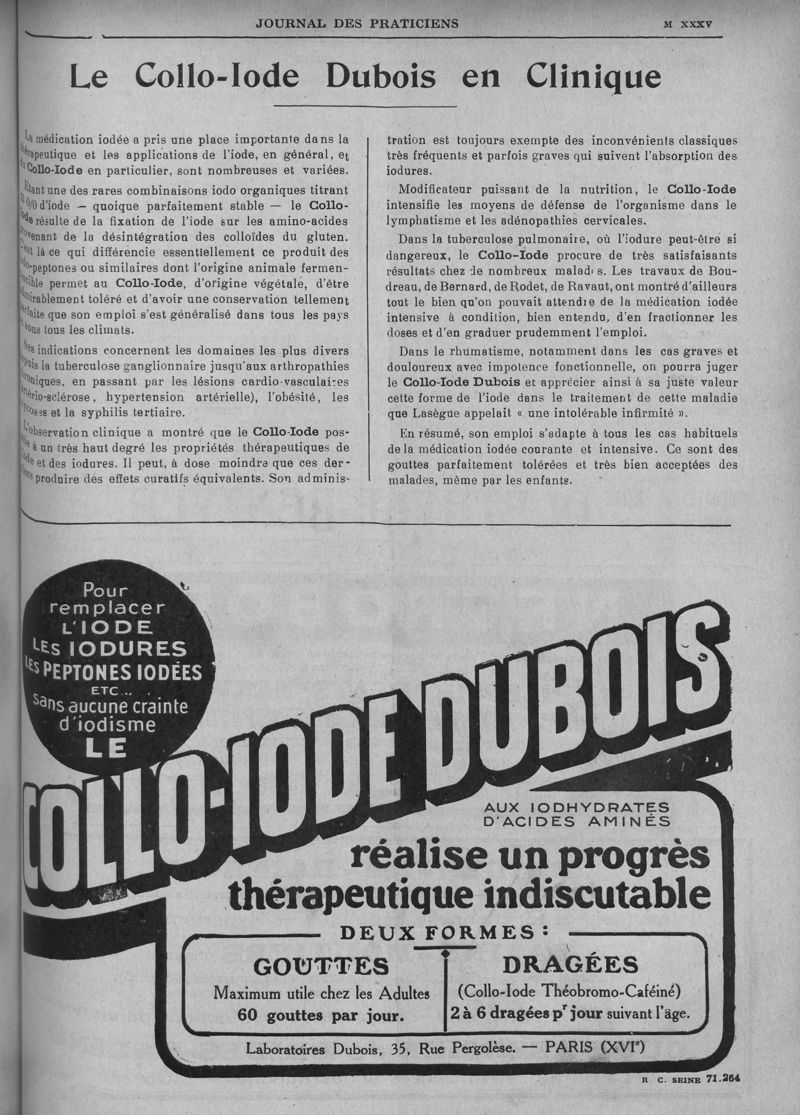 JOURNAL DES PRATICIENS
M XXXV
Le Collo-Iode Dubois en Clinique
La médication iodée a pris une place importante dans la
thérapeutique et les applications de l'iode, en général, et
Collo-Iode en particulier, sont nombreuses et variées.
Étant une des rares combinaisons iodo organiques titrant
0/0 d'iode — quoique parfaitement stable — le Collo-
Iode résulte de la fixation de l'iode sur les amino-acides
provenant de la désintégration des colloïdes du gluten.
C'est là ce qui différencie essentiellement ce produit des
iodo-peptones ou similaires dont l'origine animale fermen-
tescible permet au Collo-Iode, d'origine végétale, d'être
admirablement toléré et d'avoir une conservation tellement
parfaite que son emploi s'est généralisé dans tous les pays
sous tous les climats.
Ses indications concernent les domaines les plus divers
depuis la tuberculose ganglionnaire jusqu'aux arthropathies
chroniques, en passant par les lésions cardio-vasculaires
(artério-sclérose, hypertension artérielle), l'obésité, les
mycoses et la syphilis tertiaire.
L'observation clinique a montré que le Collo-Iode pos-
sède à un très haut degré les propriétés thérapeutiques de
l'iode et des iodures. Il peut, à dose moindre que ces der-
niers produire des effets curatifs équivalents. Son adminis-
tration est toujours exempte des inconvénients classiques
très fréquents et parfois graves qui suivent l'absorption des
iodures.
Modificateur puissant de la nutrition, le Collo-Iode
intensifie les moyens de défense de l'organisme dans le
lymphatisme et les adénopathies cervicales.
Dans la tuberculose pulmonaire, où l'iodure peut-être si
dangereux, le Collo-Iode procure de très satisfaisants
résultats chez de nombreux malades. Les travaux de Bou-
dreau, de Bernard, de Rodet, de Ravaut, ont montré d'ailleurs
tout le bien qu'on pouvait attendre de la médication iodée
intensive à condition, bien entendu, d'en fractionner les
doses et d'en graduer prudemment l'emploi.
Dans le rhumatisme, notamment dans les cas graves et
douloureux avec impotence fonctionnelle, on pourra juger
le Collo-Iode Dubois et apprécier ainsi à sa juste valeur
cette forme de l'iode dans le traitement de cette maladie
que Lasègue appelait « une intolérable infirmité ».
En résumé, son emploi s'adapte à tous les cas habituels
de la médication iodée courante et intensive. Ce sont des
gouttes parfaitement tolérées et très bien acceptées des
malades, même par les enfants.
Pour
remplacer
L'IODE
LES IODURES
LES PEPTONES IODÉES
ETC...
sans aucune crainte
d'iodisme
LE
COLLO-IODE DUBOIS
AUX IODHYDRATES
D'ACIDES AMINÉS
réalise un progrès
thérapeutique indiscutable
DEUX FORMES :
GOUTTES
Maximum utile chez les Adultes
60 gouttes par jour.
DRAGÉES
(Collo-Iode Théobromo-Caféiné)
2 à 6 dragées pr jour suivant l'âge.
Laboratoires Dubois, 35, Rue Pergolèse. — PARIS (XVIe)
R C. SEINE 71.264